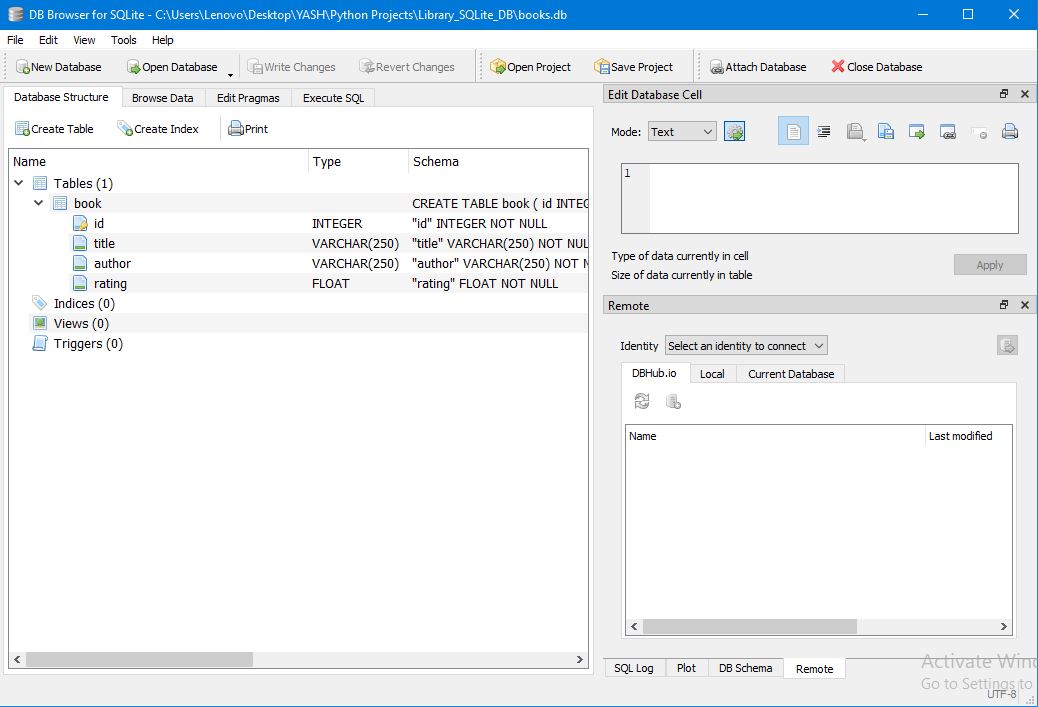 DB Browser for SQLite - C:\Users\Lenovo\Desktop\YASH\Python Projects\Library_SQLite_DB\books.db
File Edit View Tools Help
New Database Open Database Write Changes Revert Changes Open Project Save Project Attach Database Close Database
Database Structure Browse Data Edit Pragmas Execute SQL
Create Table Create Index Print
Name Type Schema
Tables (1)
book CREATE TABLE book ( id INTEG
id INTEGER "id" INTEGER NOT NULL
title VARCHAR(250) "title" VARCHAR(250) NOT NUL
author VARCHAR(250) "author" VARCHAR(250) NOT N
rating FLOAT "rating" FLOAT NOT NULL
Indices (0)
Views (0)
Triggers (0)
Edit Database Cell
Mode: Text
1
Type of data currently in cell
Size of data currently in table
Apply
Remote
Identity Select an identity to connect
DBHub.io Local Current Database
Name Last modified
SQL Log Plot DB Schema Remote
Activate Win
Go to Settings to
UTF-8